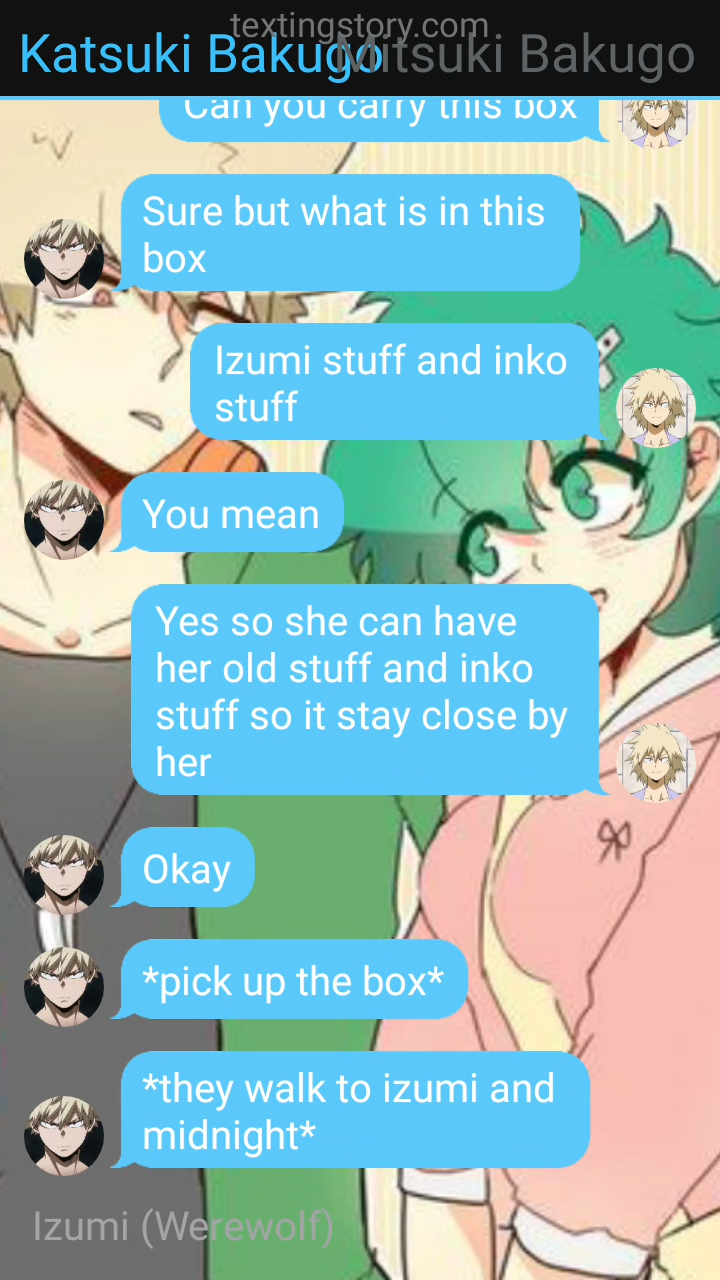 textingstory.com
Katsuki Bakugo Mitsuki Bakugo
Can you carry this box
Sure but what is in this
box
Izumi stuff and inko
stuff
You mean
Yes so she can have
her old stuff and inko
stuff so it stay close by
her
Okay
*pick up the box*
*they walk to izumi and
midnight*
Izumi (Werewolf)